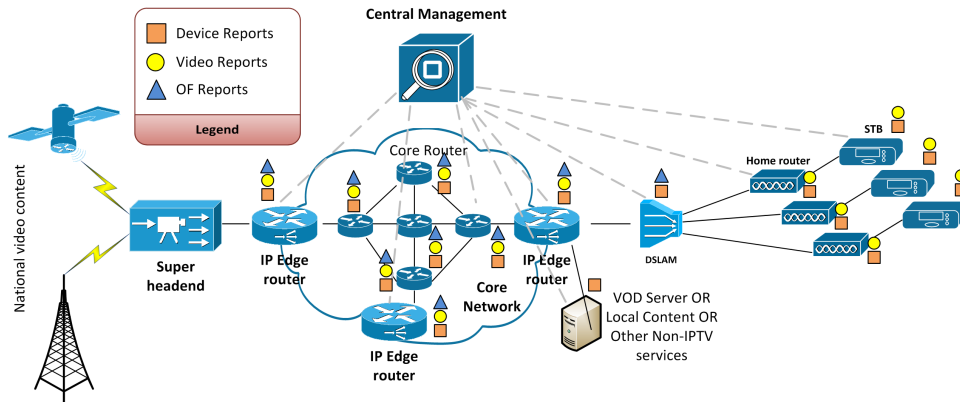 Central Management
Device Reports
Video Reports
OF Reports
Legend
National video content
Super
headend
IP Edge
router
Core Router
IP Edge
router
Core
Network
IP Edge
router
DSLAM
Home router
STB
VOD Server OR
Local Content OR
Other Non-IPTV
services